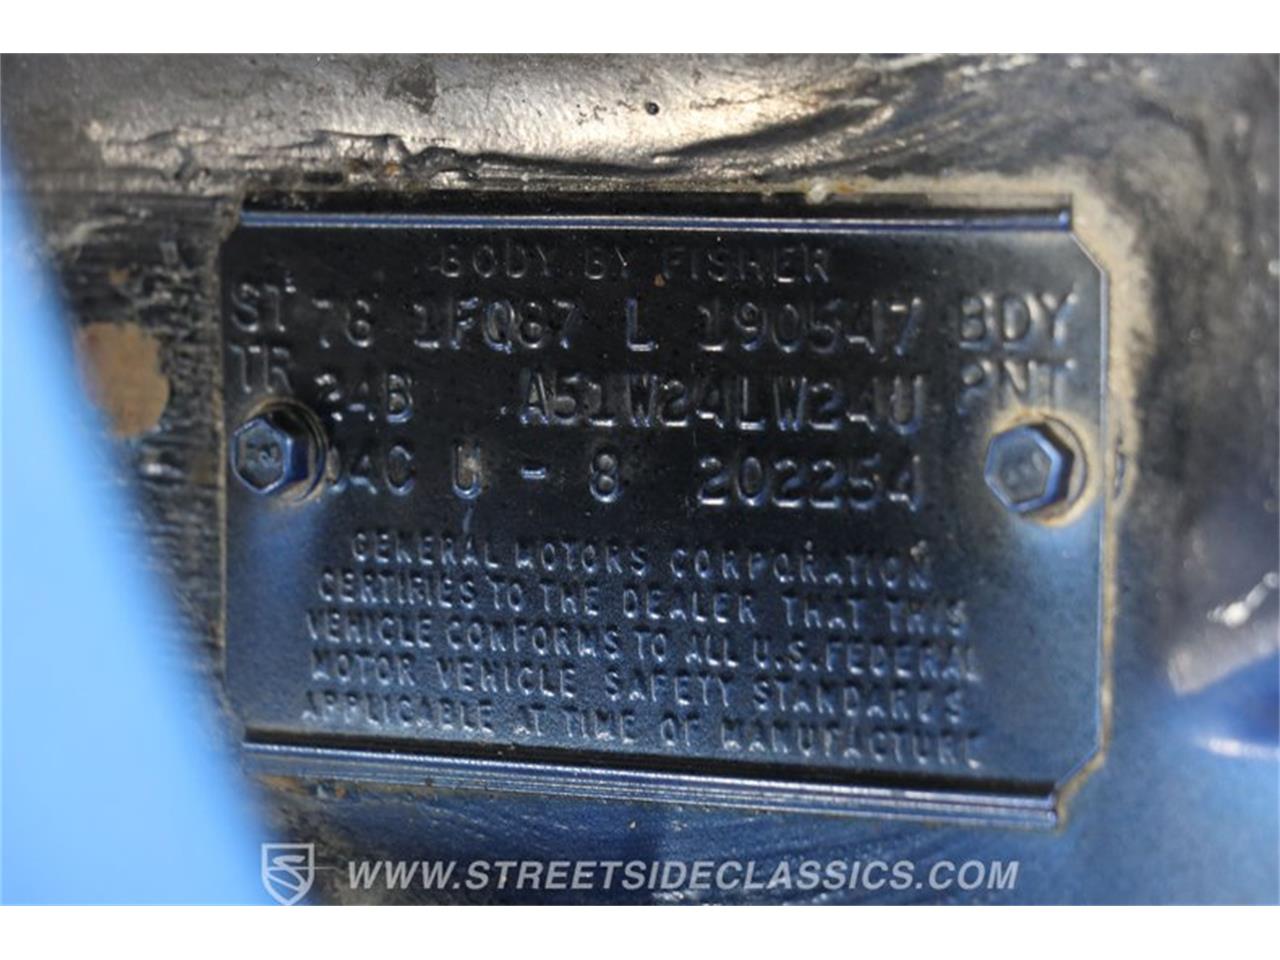 BODY BY FISHER
ST 78 1FQ87 L 190547 BDY
TR 24B A51W24LW24U PNT
04C U - 8 202254
GENERAL MOTORS CORPORATION
CERTIFIES TO THE DEALER THAT THIS
VEHICLE CONFORMS TO ALL U.S. FEDERAL
MOTOR VEHICLE SAFETY STANDARDS
APPLICABLE AT TIME OF MANUFACTURE
WWW.STREETSIDECLASSICS.COM